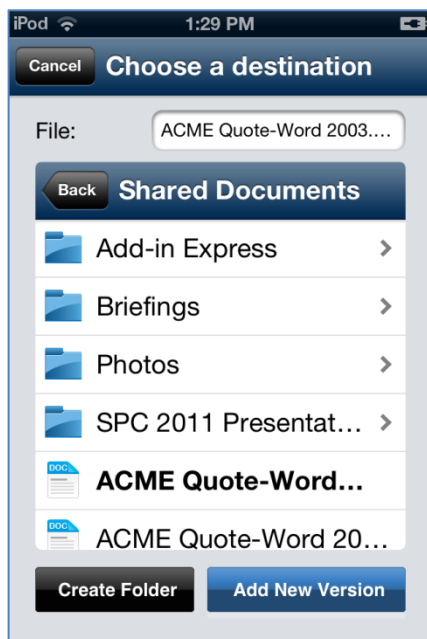 iPod 1:29 PM
Cancel Choose a destination
File: ACME Quote-Word 2003....
Back Shared Documents
Add-in Express
Briefings
Photos
SPC 2011 Presentat...
DOC ACME Quote-Word...
DOC ACME Quote-Word 20...
Create Folder Add New Version